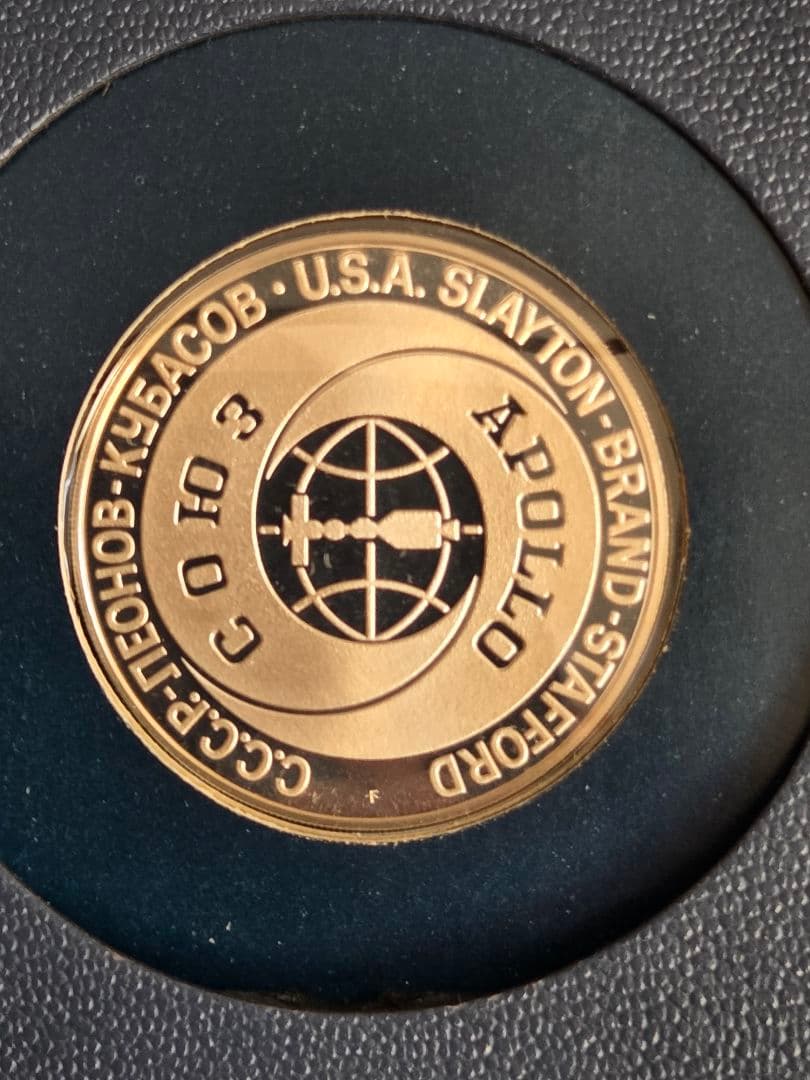 С.С.С.Р.-ЛЕОНОВ-КУБАСОВ · U.S.A. SLAYTON-BRAND-STAFFORD
СОЮЗ
APOLLO